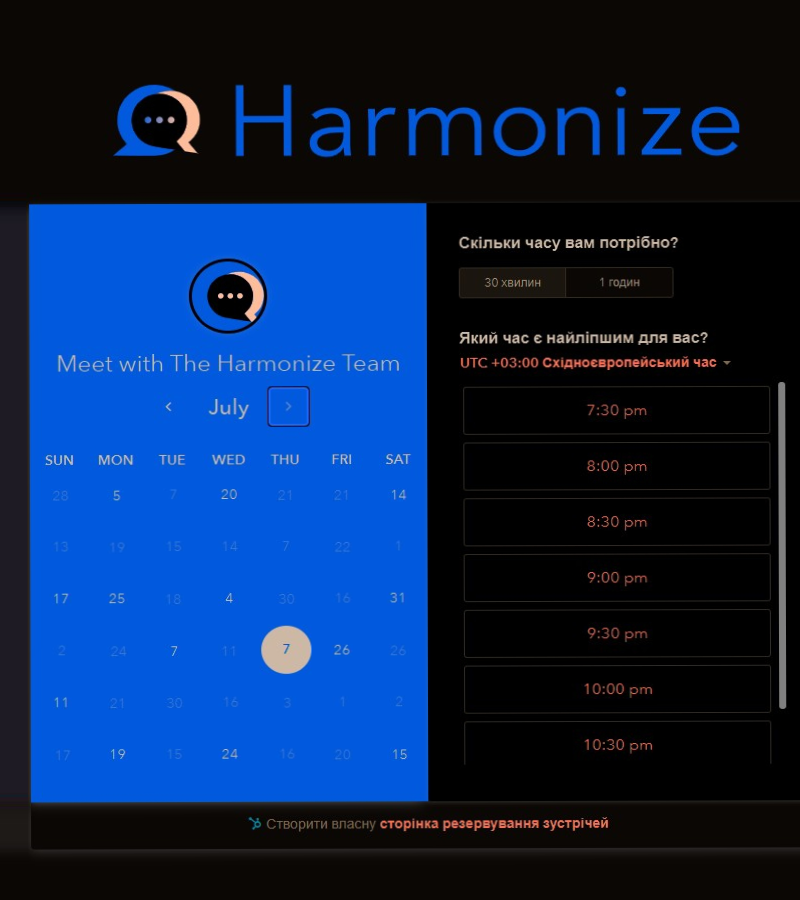 Harmonize
Meet with The Harmonize Team
July
SUN MON TUE WED THU FRI SAT
28 5 7 20 21 21 14
13 19 15 14 7 22 1
17 25 18 4 30 16 31
2 24 7 11 7 26 26
11 21 30 16 3 1 2
17 19 15 24 16 20 15
Скільки часу вам потрібно?
30 хвилин 1 годин
Який час є найліпшим для вас?
UTC +03:00 Східноєвропейський час
7:30 pm
8:00 pm
8:30 pm
9:00 pm
9:30 pm
10:00 pm
10:30 pm
Створити власну сторінка резервування зустрічей